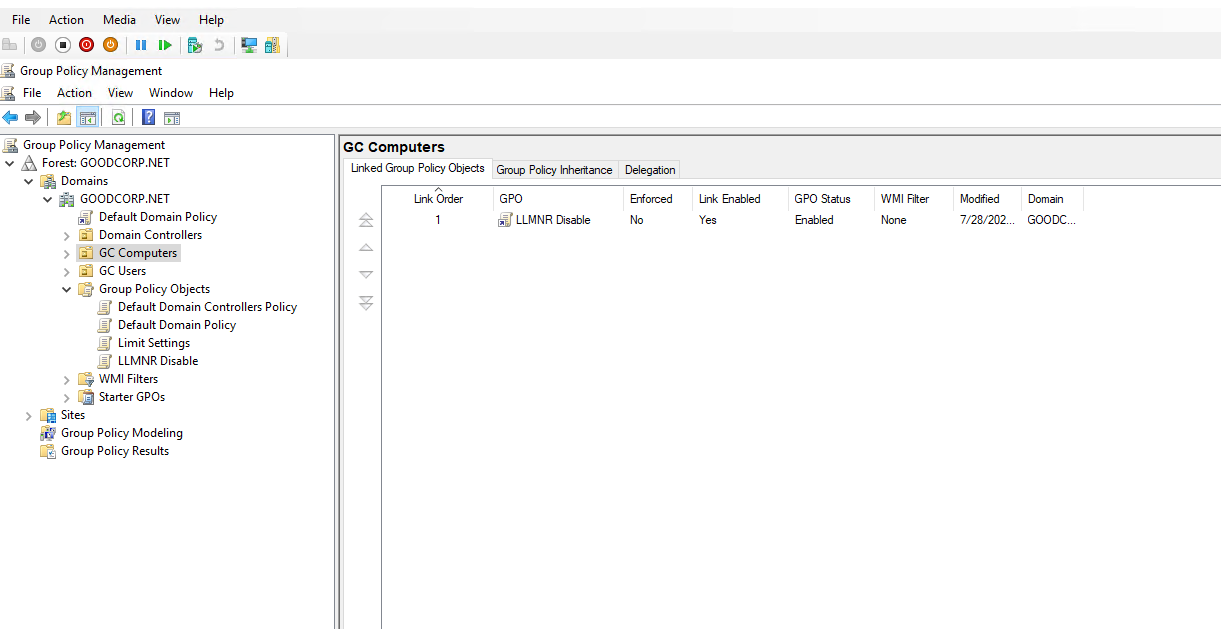 File Action Media View Help
Group Policy Management
File Action View Window Help
Group Policy Management
Forest: GOODCORP.NET
Domains
GOODCORP.NET
Default Domain Policy
Domain Controllers
GC Computers
GC Users
Group Policy Objects
Default Domain Controllers Policy
Default Domain Policy
Limit Settings
LLMNR Disable
WMI Filters
Starter GPOs
Sites
Group Policy Modeling
Group Policy Results
GC Computers
Linked Group Policy Objects Group Policy Inheritance Delegation
Link Order GPO Enforced Link Enabled GPO Status WMI Filter Modified Domain
1 LLMNR Disable No Yes Enabled None 7/28/202... GOODC...